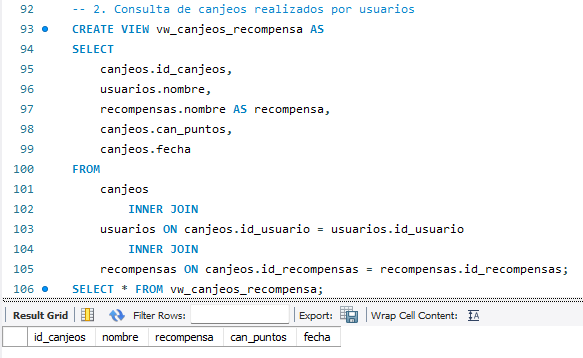 92 -- 2. Consulta de canjeos realizados por usuarios
93 CREATE VIEW vw_canjeos_recompensa AS
94 SELECT
95 canjeos.id_canjeos,
96 usuarios.nombre,
97 recompensas.nombre AS recompensa,
98 canjeos.can_puntos,
99 canjeos.fecha
100 FROM
101 canjeos
102 INNER JOIN
103 usuarios ON canjeos.id_usuario = usuarios.id_usuario
104 INNER JOIN
105 recompensas ON canjeos.id_recompensas = recompensas.id_recompensas;
106 SELECT * FROM vw_canjeos_recompensa;
Result Grid Filter Rows: Export: Wrap Cell Content:
id_canjeos nombre recompensa can_puntos fecha